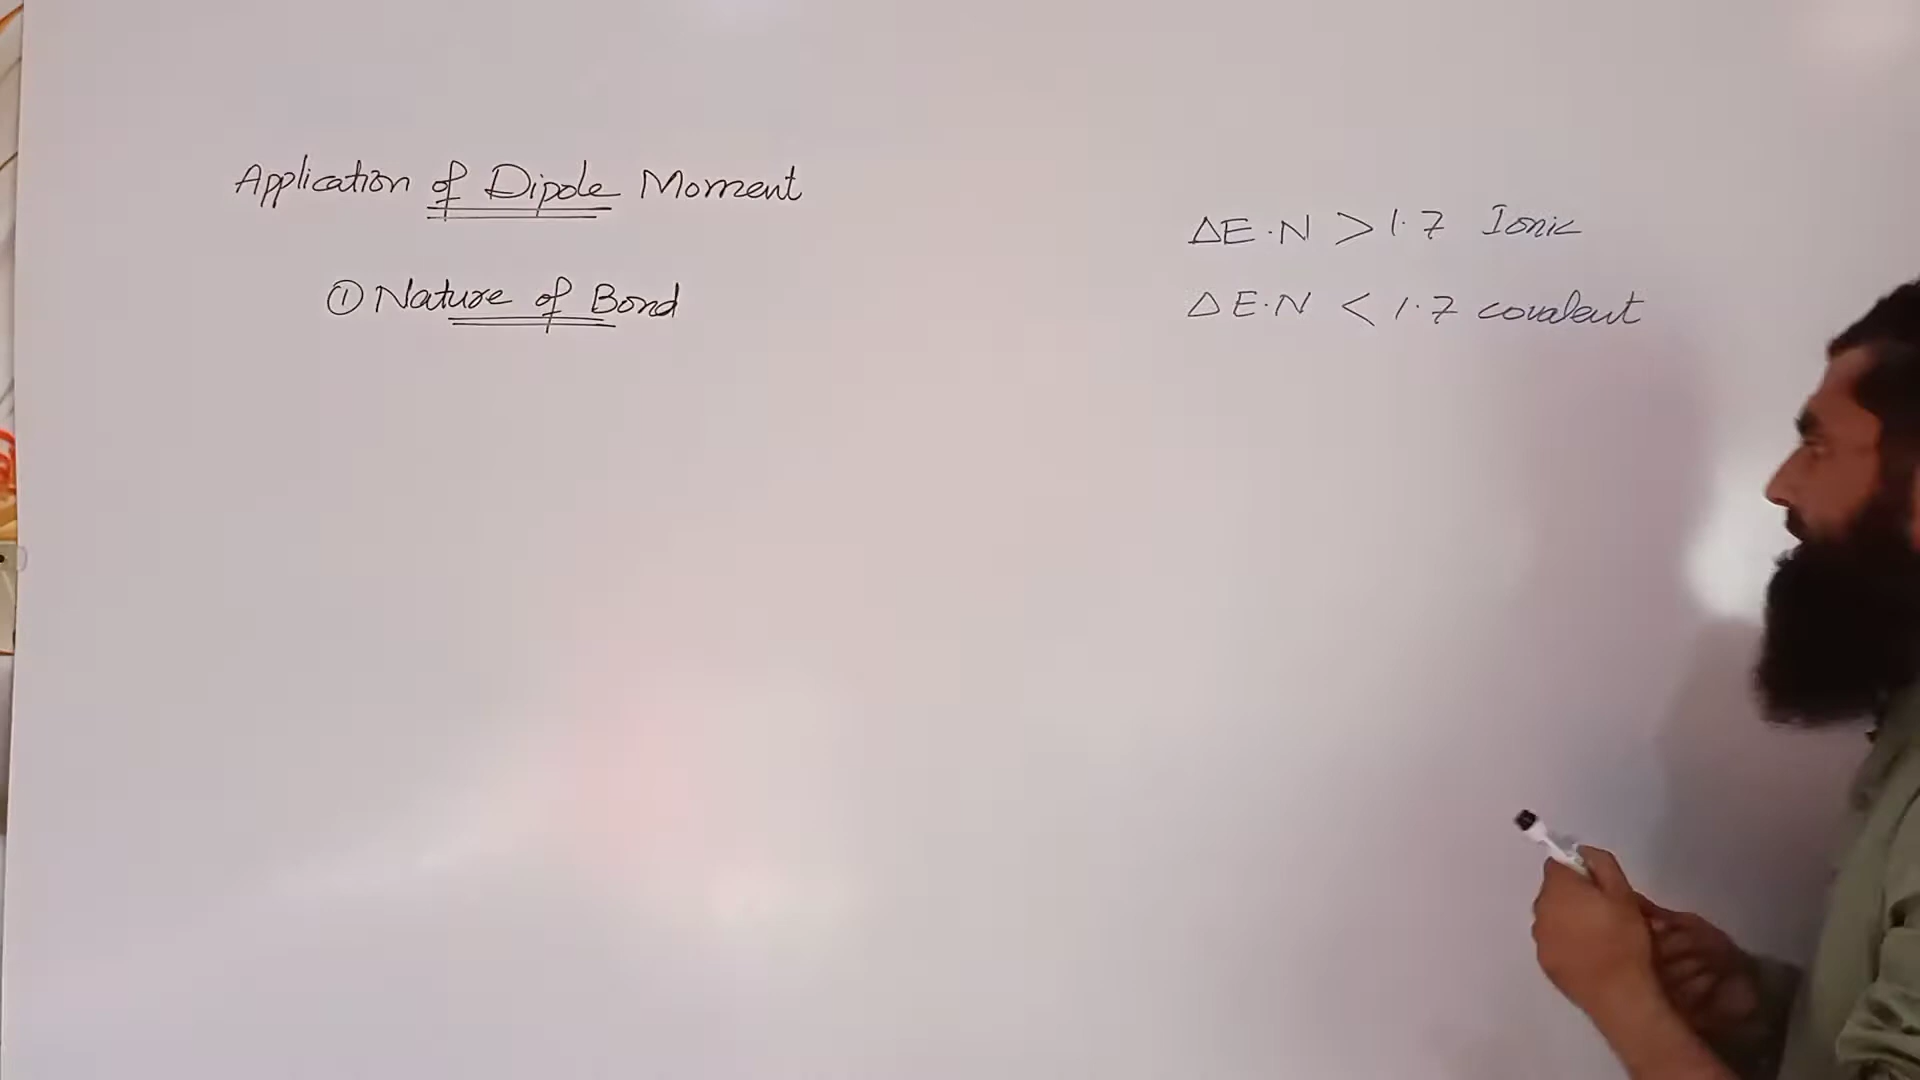 Application of Dipole Moment
① Nature of Bond
ΔE.N > 1.7 Ionic
ΔE.N < 1.7 covalent